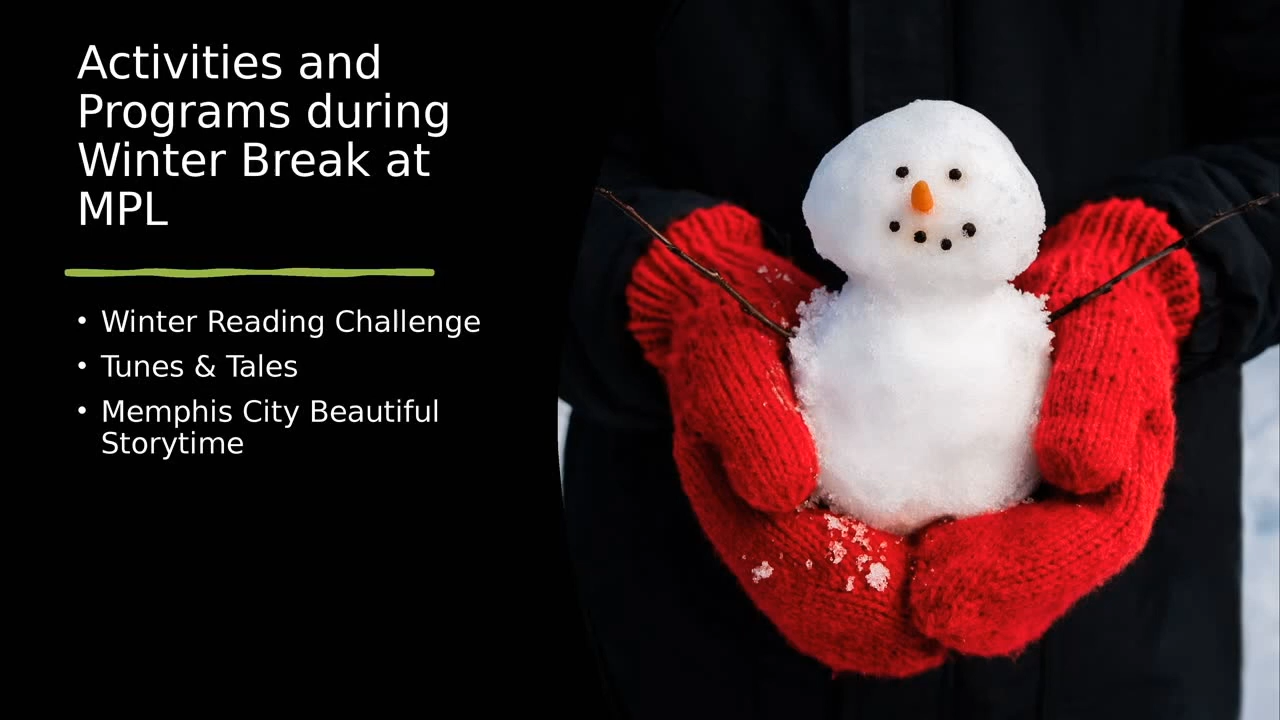 Activities and
Programs during
Winter Break at
MPL
• Winter Reading Challenge
• Tunes & Tales
• Memphis City Beautiful
Storytime